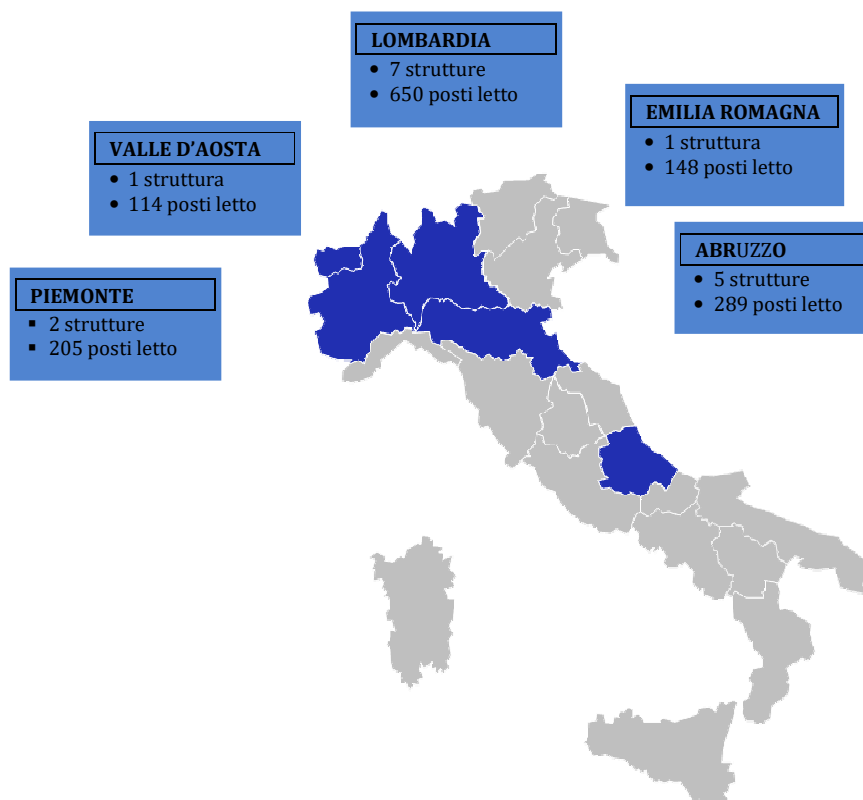 LOMBARDIA
• 7 strutture
• 650 posti letto
EMILIA ROMAGNA
• 1 struttura
• 148 posti letto
VALLE D'AOSTA
• 1 struttura
• 114 posti letto
ABRUZZO
• 5 strutture
• 289 posti letto
PIEMONTE
▪ 2 strutture
▪ 205 posti letto